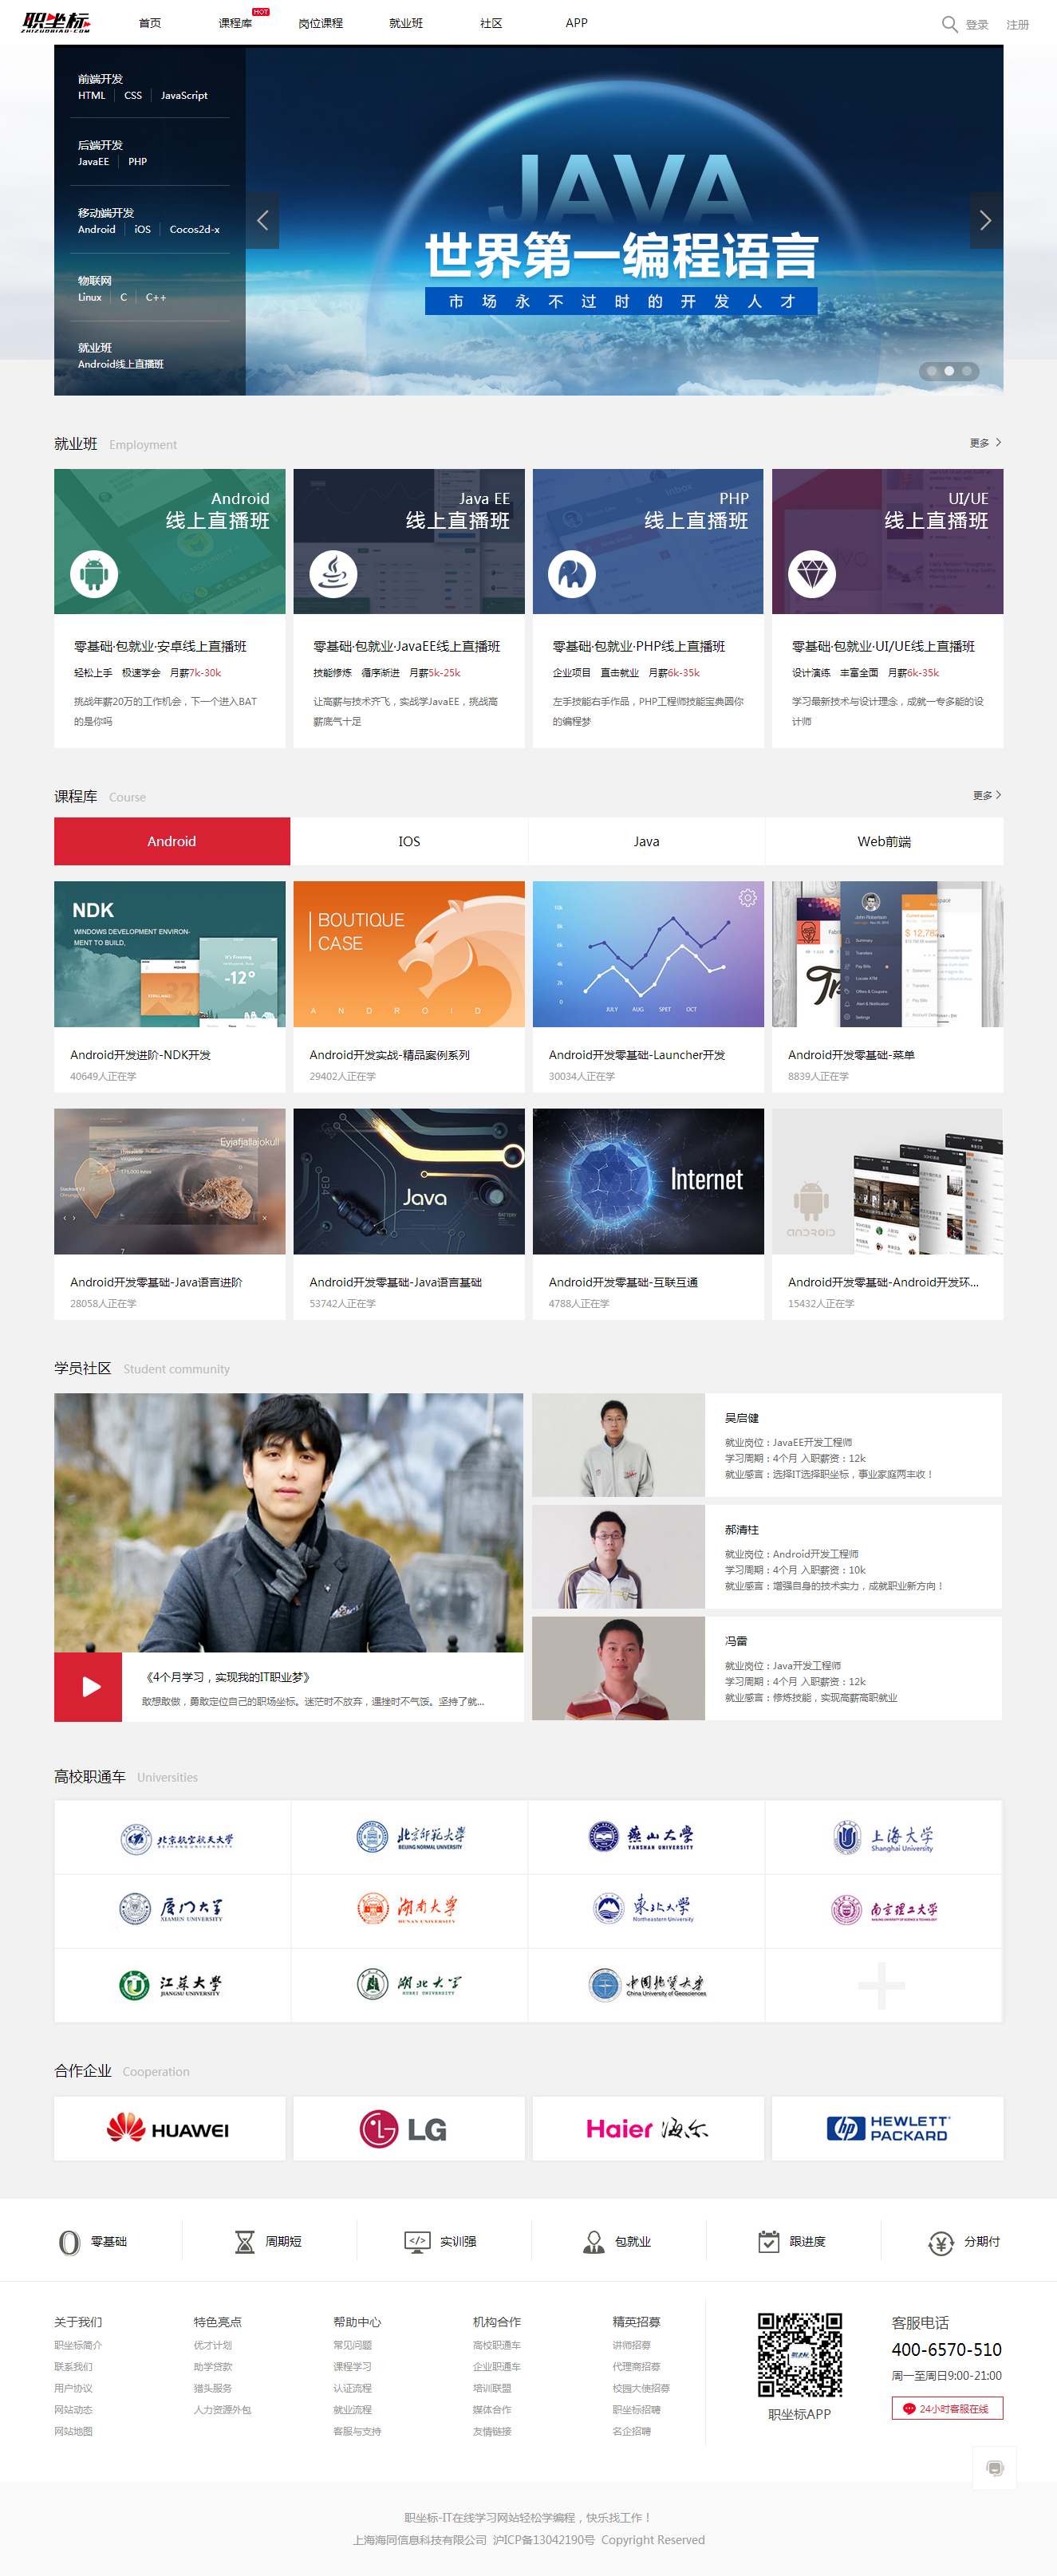 职坐标
ZHIZUOBIAO.COM
首页
课程库
HOT
岗位课程
就业班
社区
APP
登录
注册
前端开发
HTML
CSS
JavaScript
后端开发
JavaEE
PHP
移动端开发
Android
iOS
Cocos2d-x
物联网
Linux
C
C++
就业班
Android线上直播班
JAVA
世界第一编程语言
市场永不过时的开发人才
就业班 Employment
更多
Android
线上直播班
Java EE
线上直播班
PHP
线上直播班
UI/UE
线上直播班
零基础·包就业·安卓线上直播班
轻松上手 极速学会 月薪7k-30k
挑战年薪20万的工作机会，下一个进入BAT
的是你吗
零基础·包就业·JavaEE线上直播班
技能修炼 循序渐进 月薪5k-25k
让高薪与技术齐飞，实战学JavaEE，挑战高
薪底气十足
零基础·包就业·PHP线上直播班
企业项目 直击就业 月薪6k-35k
左手技能右手作品，PHP工程师技能宝典圆你
的编程梦
零基础·包就业·UI/UE线上直播班
设计演练 丰富全面 月薪6k-35k
学习最新技术与设计理念，成就一专多能的设
计师
课程库 Course
更多
Android
IOS
Java
Web前端
NDK
WINDOWS DEVELOPMENT ENVIRON-
MENT TO BUILD,
-12°
BOUTIQUE
CASE
ANDROID
JULY AUG SPET OCT
$ 12,782
Android开发进阶-NDK开发
40649人正在学
Android开发实战-精品案例系列
29402人正在学
Android开发零基础-Launcher开发
30034人正在学
Android开发零基础-菜单
8839人正在学
Eyjafjallajokull
Java
Internet
ANDROID
Android开发零基础-Java语言进阶
28058人正在学
Android开发零基础-Java语言基础
53742人正在学
Android开发零基础-互联互通
4788人正在学
Android开发零基础-Android开发环...
15432人正在学
学员社区 Student community
《4个月学习，实现我的IT职业梦》
敢想敢做，勇敢定位自己的职场坐标。迷茫时不放弃，遇挫时不气馁。坚持了就...
吴启健
就业岗位：JavaEE开发工程师
学习周期：4个月 入职薪资：12k
就业感言：选择IT选择职坐标，事业家庭两丰收！
郝清柱
就业岗位：Android开发工程师
学习周期：4个月 入职薪资：10k
就业感言：增强自身的技术实力，成就职业新方向！
冯雷
就业岗位：Java开发工程师
学习周期：4个月 入职薪资：12k
就业感言：修炼技能，实现高薪高职就业
高校职通车 Universities
北京航空航天大学
BEIHANG UNIVERSITY
北京师范大学
BEIJING NORMAL UNIVERSITY
燕山大学
YANSHAN UNIVERSITY
上海大学
Shanghai University
厦门大学
XIAMEN UNIVERSITY
湖南大学
HUNAN UNIVERSITY
东北大学
Northeastern University
南京理工大学
NANJING UNIVERSITY OF SCIENCE & TECHNOLOGY
江苏大学
JIANGSU UNIVERSITY
湖北大学
HUBEI UNIVERSITY
中国地质大学
China University of Geosciences
合作企业 Cooperation
HUAWEI
LG
Haier 海尔
hp HEWLETT
PACKARD
零基础
周期短
实训强
包就业
跟进度
分期付
关于我们
职坐标简介
联系我们
用户协议
网站动态
网站地图
特色亮点
优才计划
助学贷款
猎头服务
人力资源外包
帮助中心
常见问题
课程学习
认证流程
就业流程
客服与支持
机构合作
高校职通车
企业职通车
培训联盟
媒体合作
友情链接
精英招募
讲师招募
代理商招募
校园大使招募
职坐标招聘
名企招聘
职坐标APP
客服电话
400-6570-510
周一至周日9:00-21:00
24小时客服在线
职坐标-IT在线学习网站轻松学编程，快乐找工作！
上海海同信息科技有限公司 沪ICP备13042190号 Copyright Reserved